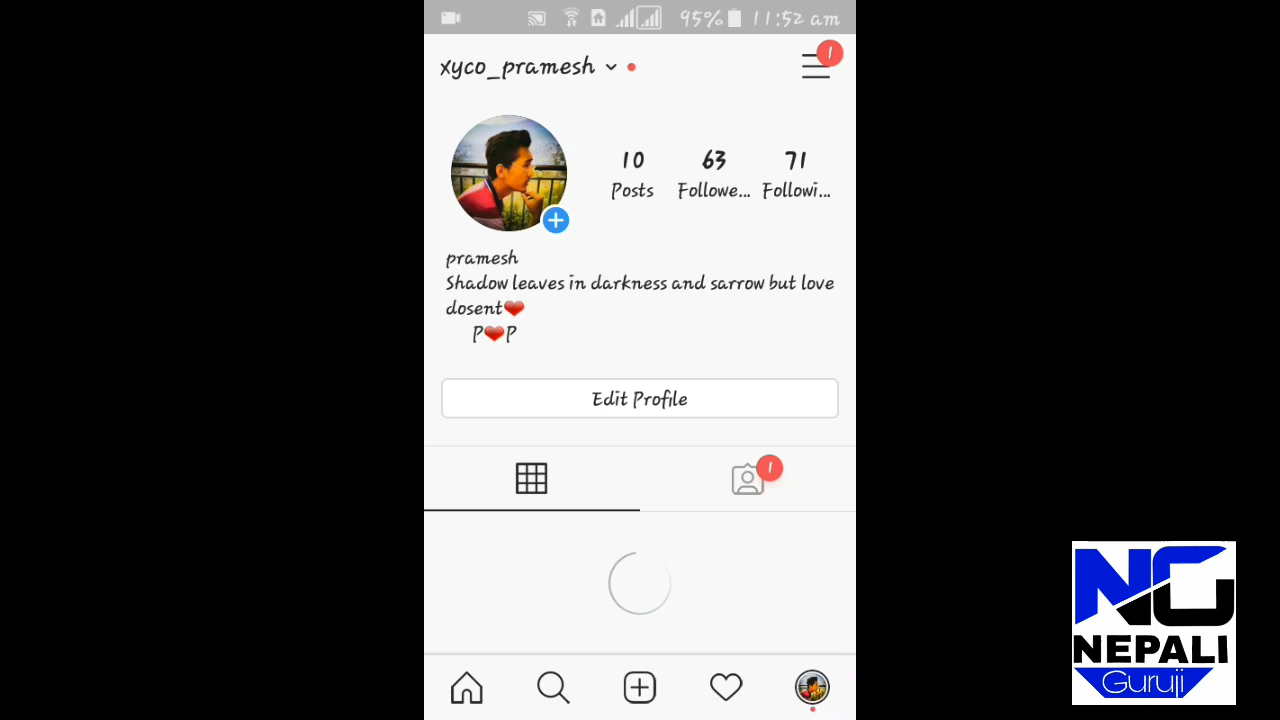 95% 11:52 am
xyco_pramesh
1
10 63 71
Posts Followe... Followi...
pramesh
Shadow leaves in darkness and sarrow but love
dosent❤
P❤P
Edit Profile
1
NG
NEPALI
Guruji